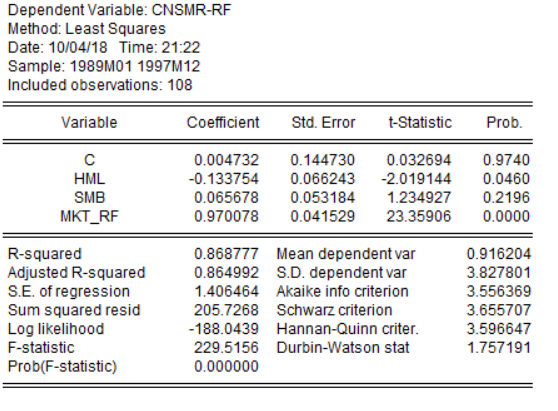 Dependent Variable: CNSMR-RF
Method: Least Squares
Date: 10/04/18 Time: 21:22
Sample: 1989M01 1997M12
Included observations: 108
Variable Coefficient Std. Error t-Statistic Prob.
C 0.004732 0.144730 0.032694 0.9740
HML -0.133754 0.066243 -2.019144 0.0460
SMB 0.065678 0.053184 1.234927 0.2196
MKT_RF 0.970078 0.041529 23.35906 0.0000
R-squared 0.868777 Mean dependent var 0.916204
Adjusted R-squared 0.864992 S.D. dependent var 3.827801
S.E. of regression 1.406464 Akaike info criterion 3.556369
Sum squared resid 205.7268 Schwarz criterion 3.655707
Log likelihood -188.0439 Hannan-Quinn criter. 3.596647
F-statistic 229.5156 Durbin-Watson stat 1.757191
Prob(F-statistic) 0.000000